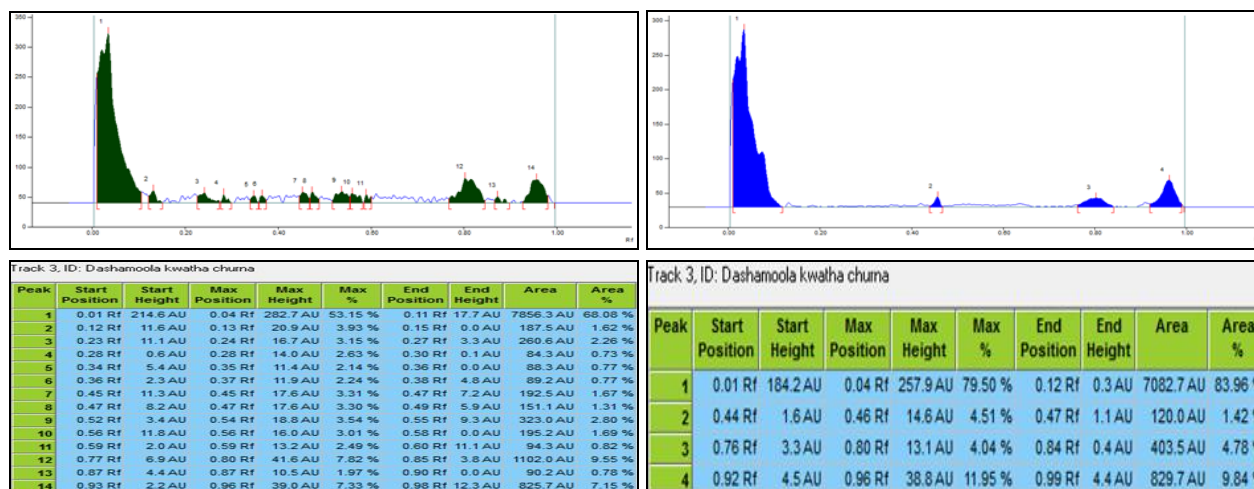 350
300
250
200
150
100
50
0
1
2
3
4
5
6
7
8
9
10
11
12
13
14
0.00
0.20
0.40
0.60
0.80
1.00
Rf
350
300
250
200
150
100
50
0
1
2
3
4
0.00
0.20
0.40
0.60
0.80
1.00
Track 3, ID: Dashamoola kwatha churna
Peak Start Position Start Height Max Position Max Height Max % End Position End Height Area Area %
1 0.01 Rf 214.6 AU 0.04 Rf 282.7 AU 53.15 % 0.11 Rf 17.7 AU 7856.3 AU 68.08 %
2 0.12 Rf 11.6 AU 0.13 Rf 20.9 AU 3.93 % 0.15 Rf 0.0 AU 187.5 AU 1.62 %
3 0.23 Rf 11.1 AU 0.24 Rf 16.7 AU 3.15 % 0.27 Rf 3.3 AU 260.6 AU 2.26 %
4 0.28 Rf 0.6 AU 0.28 Rf 14.0 AU 2.63 % 0.30 Rf 0.1 AU 84.3 AU 0.73 %
5 0.34 Rf 5.4 AU 0.35 Rf 11.4 AU 2.14 % 0.36 Rf 0.0 AU 88.3 AU 0.77 %
6 0.36 Rf 2.3 AU 0.37 Rf 11.9 AU 2.24 % 0.38 Rf 4.8 AU 89.2 AU 0.77 %
7 0.45 Rf 11.3 AU 0.45 Rf 17.6 AU 3.31 % 0.47 Rf 7.2 AU 192.5 AU 1.67 %
8 0.47 Rf 8.2 AU 0.47 Rf 17.6 AU 3.30 % 0.49 Rf 5.9 AU 151.1 AU 1.31 %
9 0.52 Rf 3.4 AU 0.54 Rf 18.8 AU 3.54 % 0.55 Rf 9.3 AU 323.0 AU 2.80 %
10 0.56 Rf 11.8 AU 0.56 Rf 16.0 AU 3.01 % 0.58 Rf 0.0 AU 195.2 AU 1.69 %
11 0.59 Rf 2.0 AU 0.59 Rf 13.2 AU 2.49 % 0.60 Rf 11.1 AU 94.3 AU 0.82 %
12 0.77 Rf 6.9 AU 0.80 Rf 41.6 AU 7.82 % 0.85 Rf 3.8 AU 1102.0 AU 9.55 %
13 0.87 Rf 4.4 AU 0.87 Rf 10.5 AU 1.97 % 0.90 Rf 0.0 AU 90.2 AU 0.78 %
14 0.93 Rf 2.2 AU 0.96 Rf 39.0 AU 7.33 % 0.98 Rf 12.3 AU 825.7 AU 7.15 %
Track 3, ID: Dashamoola kwatha churna
Peak Start Position Start Height Max Position Max Height Max % End Position End Height Area Area %
1 0.01 Rf 184.2 AU 0.04 Rf 257.9 AU 79.50 % 0.12 Rf 0.3 AU 7082.7 AU 83.96 %
2 0.44 Rf 1.6 AU 0.46 Rf 14.6 AU 4.51 % 0.47 Rf 1.1 AU 120.0 AU 1.42 %
3 0.76 Rf 3.3 AU 0.80 Rf 13.1 AU 4.04 % 0.84 Rf 0.4 AU 403.5 AU 4.78 %
4 0.92 Rf 4.5 AU 0.96 Rf 38.8 AU 11.95 % 0.99 Rf 4.4 AU 829.7 AU 9.84 %